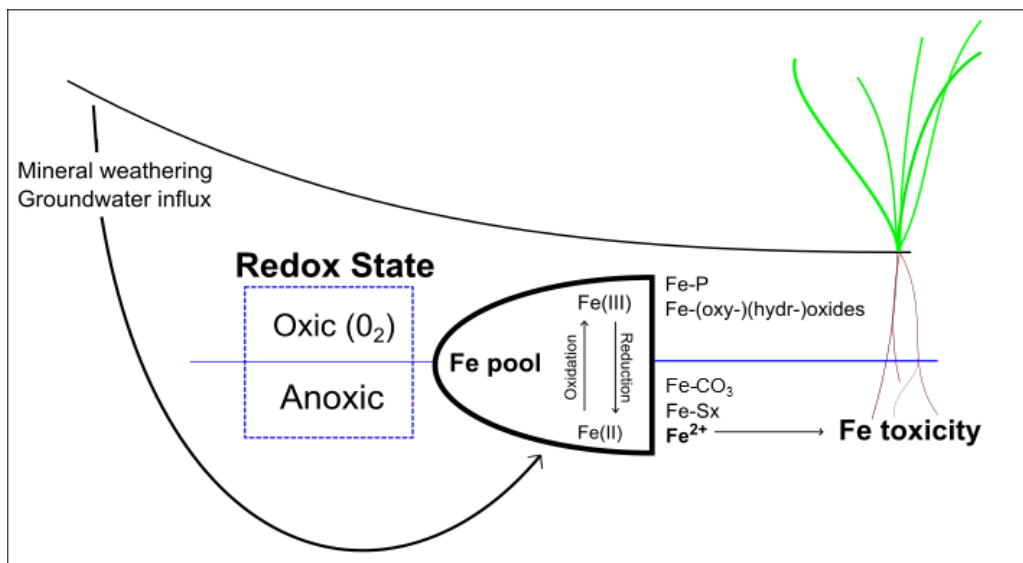 Mineral weathering
Groundwater influx
Redox State
Oxic (0₂)
Anoxic
Fe pool
Fe(III)
Oxidation
Reduction
Fe(II)
Fe-P
Fe-(oxy-)(hydr-)oxides
Fe-CO₃
Fe-Sx
Fe²⁺
Fe toxicity